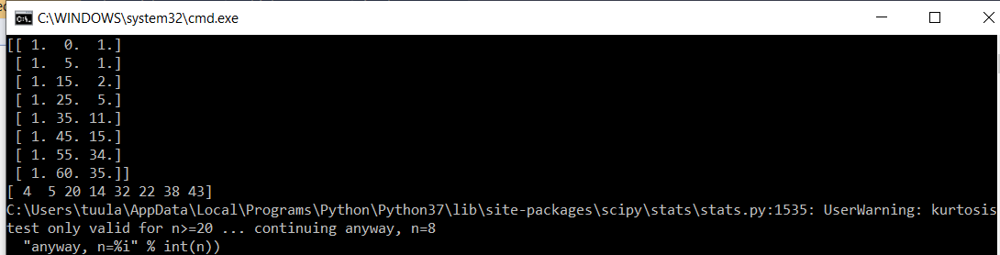 C:\WINDOWS\system32\cmd.exe
[[ 1.  0.  1.]
 [ 1.  5.  1.]
 [ 1. 15.  2.]
 [ 1. 25.  5.]
 [ 1. 35. 11.]
 [ 1. 45. 15.]
 [ 1. 55. 34.]
 [ 1. 60. 35.]]
[ 4  5 20 14 32 22 38 43]
C:\Users\tuula\AppData\Local\Programs\Python\Python37\lib\site-packages\scipy\stats\stats.py:1535: UserWarning: kurtosis
test only valid for n>=20 ... continuing anyway, n=8
  "anyway, n=%i" % int(n))